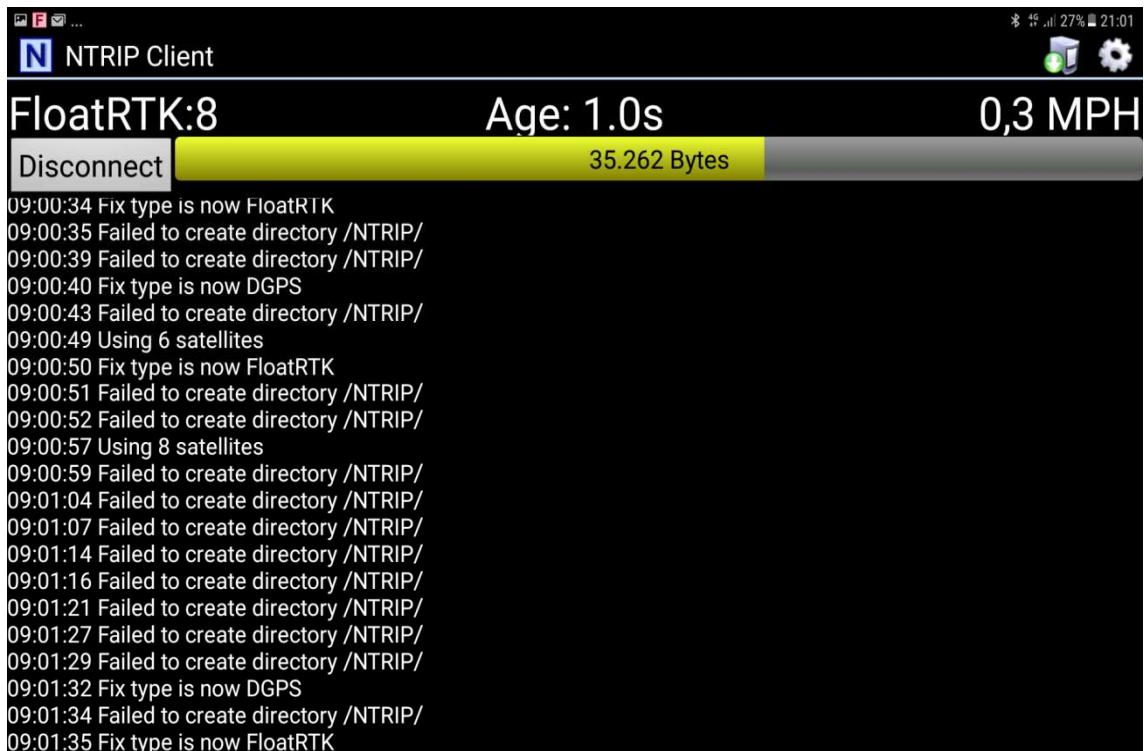 F ... 4G 27% 21:01
N NTRIP Client
FloatRTK:8 Age: 1.0s 0,3 MPH
Disconnect 35.262 Bytes
09:00:34 Fix type is now FloatRTK
09:00:35 Failed to create directory /NTRIP/
09:00:39 Failed to create directory /NTRIP/
09:00:40 Fix type is now DGPS
09:00:43 Failed to create directory /NTRIP/
09:00:49 Using 6 satellites
09:00:50 Fix type is now FloatRTK
09:00:51 Failed to create directory /NTRIP/
09:00:52 Failed to create directory /NTRIP/
09:00:57 Using 8 satellites
09:00:59 Failed to create directory /NTRIP/
09:01:04 Failed to create directory /NTRIP/
09:01:07 Failed to create directory /NTRIP/
09:01:14 Failed to create directory /NTRIP/
09:01:16 Failed to create directory /NTRIP/
09:01:21 Failed to create directory /NTRIP/
09:01:27 Failed to create directory /NTRIP/
09:01:29 Failed to create directory /NTRIP/
09:01:32 Fix type is now DGPS
09:01:34 Failed to create directory /NTRIP/
09:01:35 Fix type is now FloatRTK